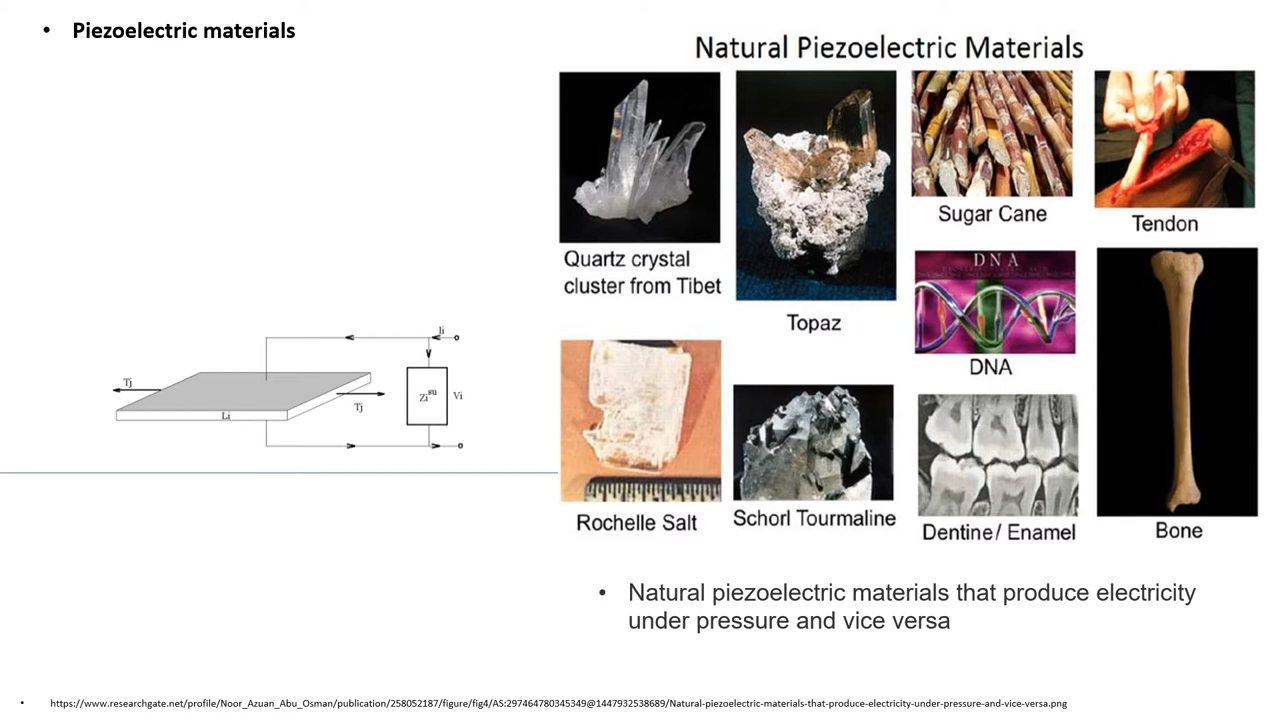 • Piezoelectric materials
Natural Piezoelectric Materials
Quartz crystal
cluster from Tibet
Topaz
Sugar Cane
Tendon
DNA
DNA
Rochelle Salt
Schorl Tourmaline
Dentine / Enamel
Bone
Tj
Tj
Li
Ii
Zi^su
Vi
• Natural piezoelectric materials that produce electricity
under pressure and vice versa
• https://www.researchgate.net/profile/Noor_Azuan_Abu_Osman/publication/258052187/figure/fig4/AS:297464780345349@1447932538689/Natural-piezoelectric-materials-that-produce-electricity-under-pressure-and-vice-versa.png